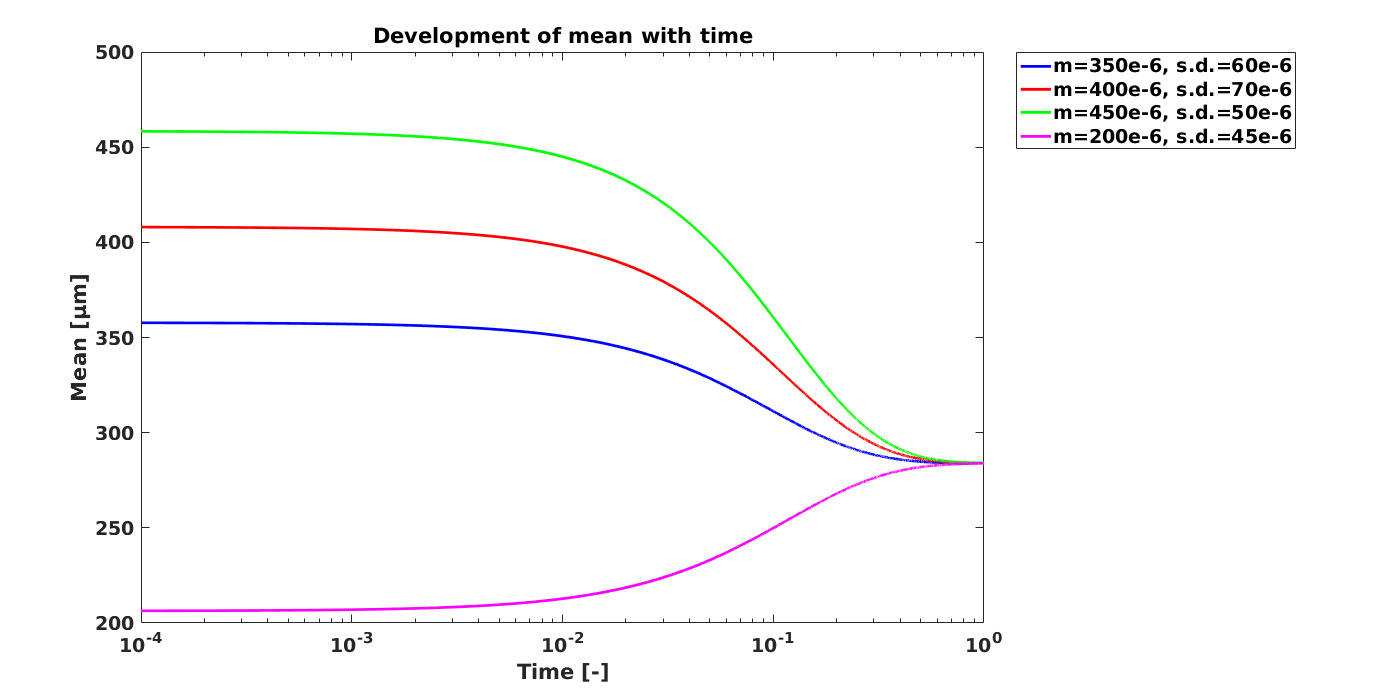 Development of mean with time
500
450
400
350
300
250
200
Mean [µm]
10^-4
10^-3
10^-2
10^-1
10^0
Time [-]
m=350e-6, s.d.=60e-6
m=400e-6, s.d.=70e-6
m=450e-6, s.d.=50e-6
m=200e-6, s.d.=45e-6